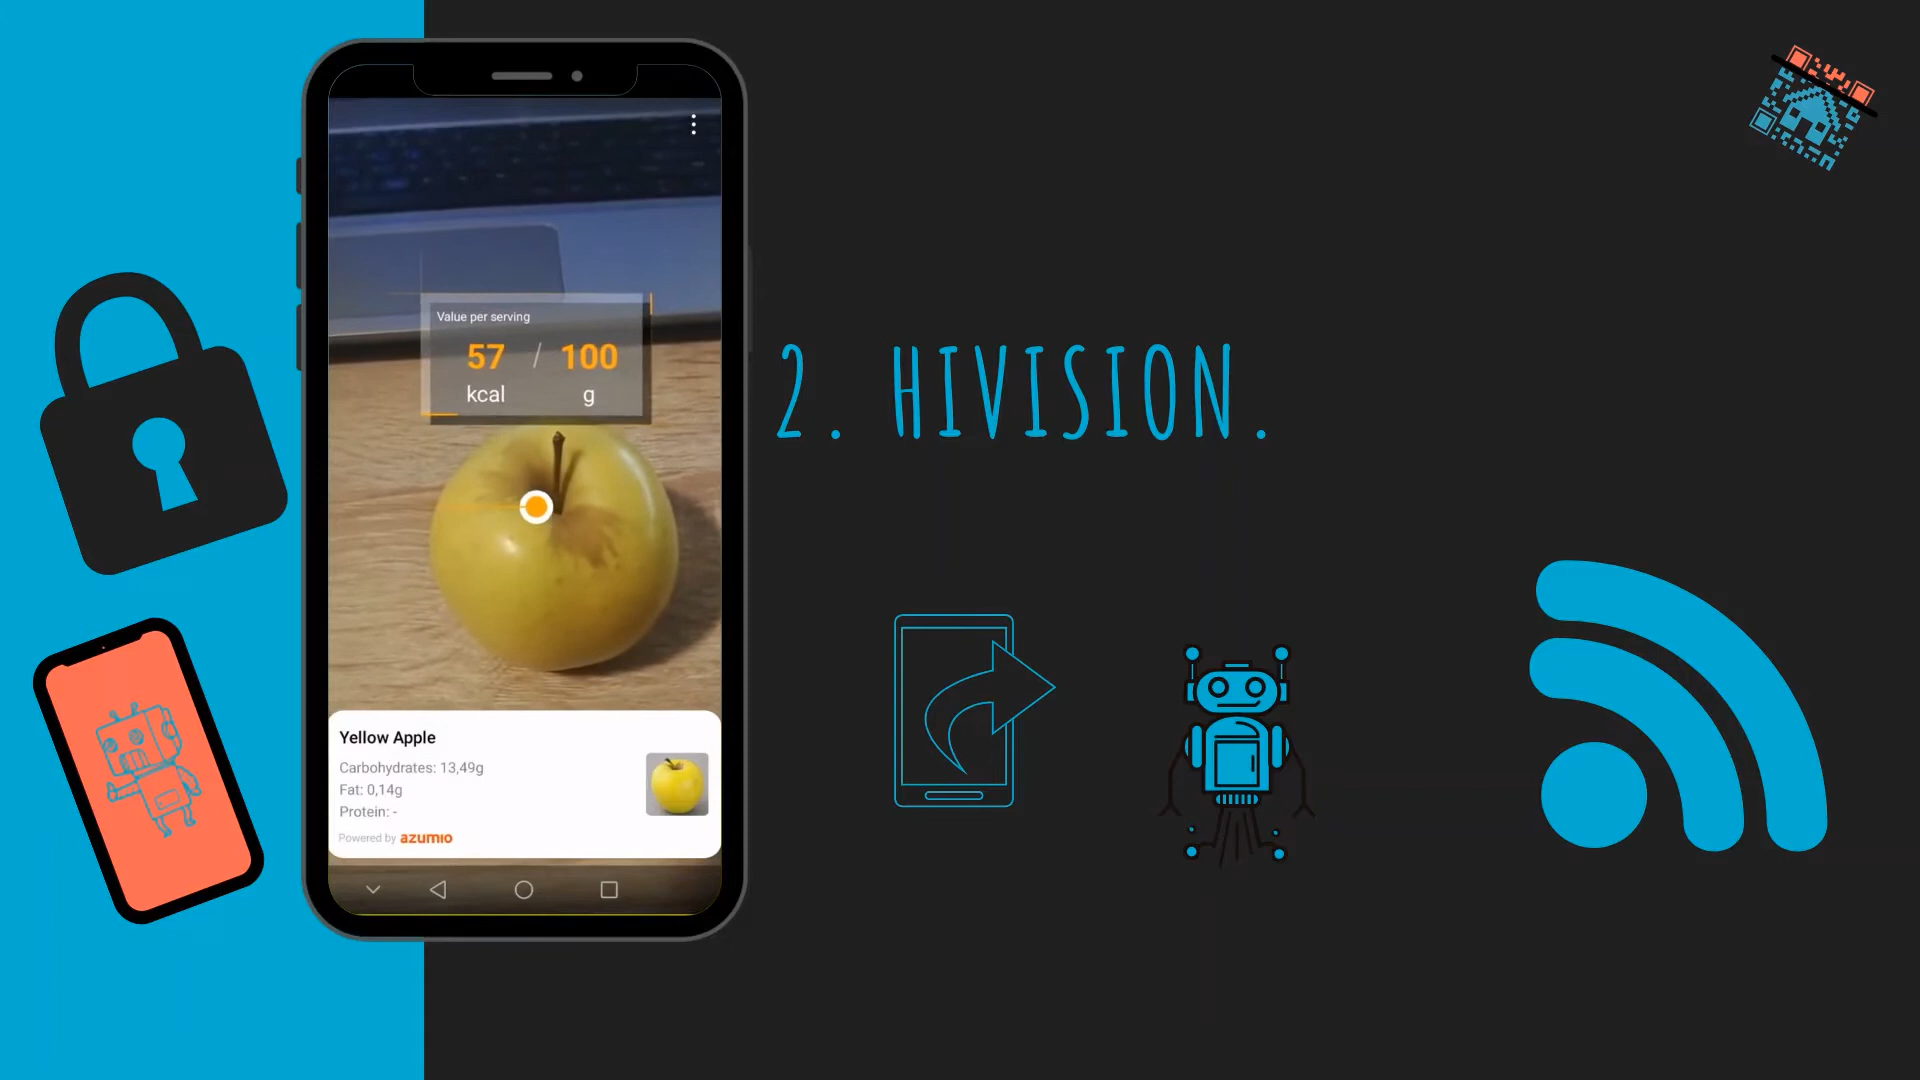 Value per serving
57 / 100
kcal g
2. HIVISION.
Yellow Apple
Carbohydrates: 13,49g
Fat: 0,14g
Protein: -
Powered by azumio